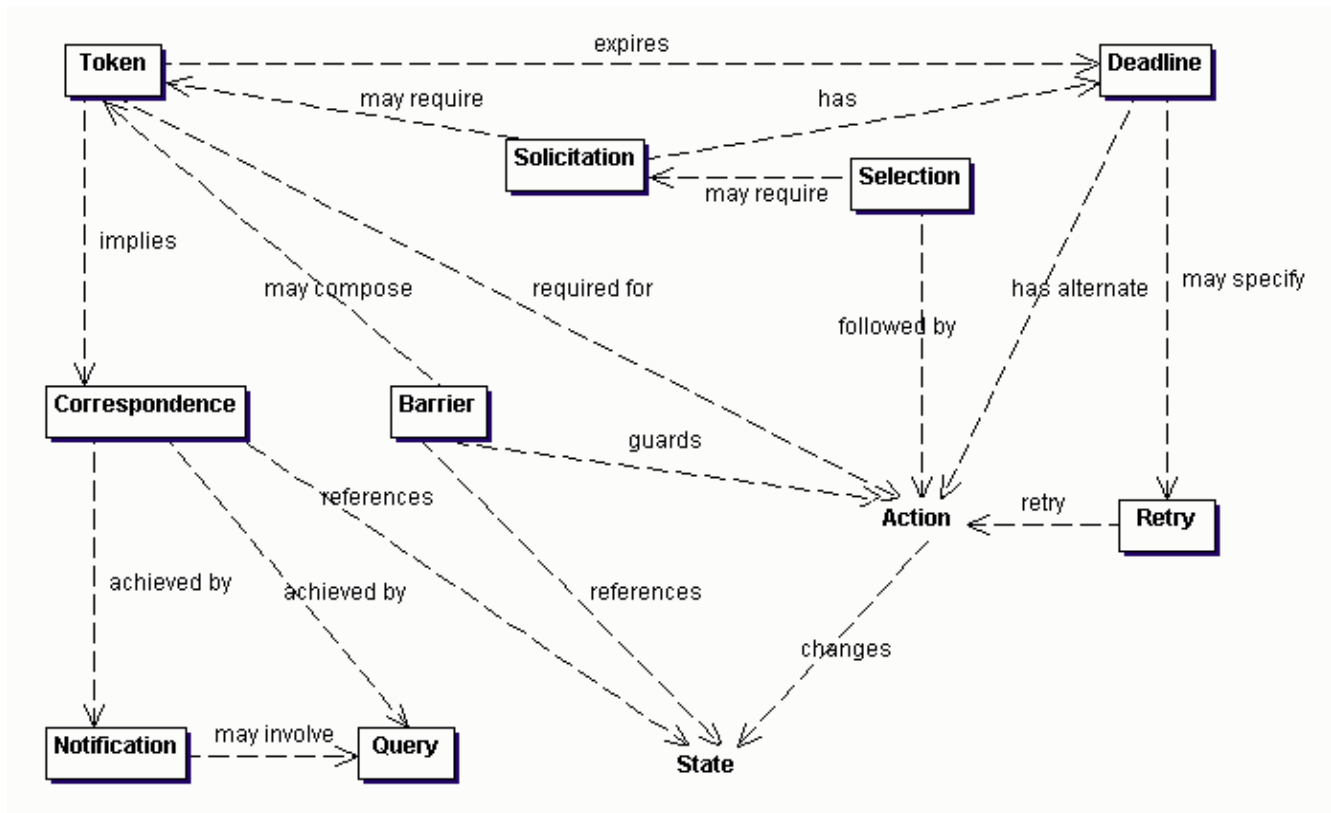 expires
Token
Deadline
may require
has
Solicitation
Selection
may require
implies
may compose
required for
has alternate
may specify
followed by
Correspondence
Barrier
guards
references
retry
Action
Retry
achieved by
achieved by
references
changes
may involve
Notification
Query
State